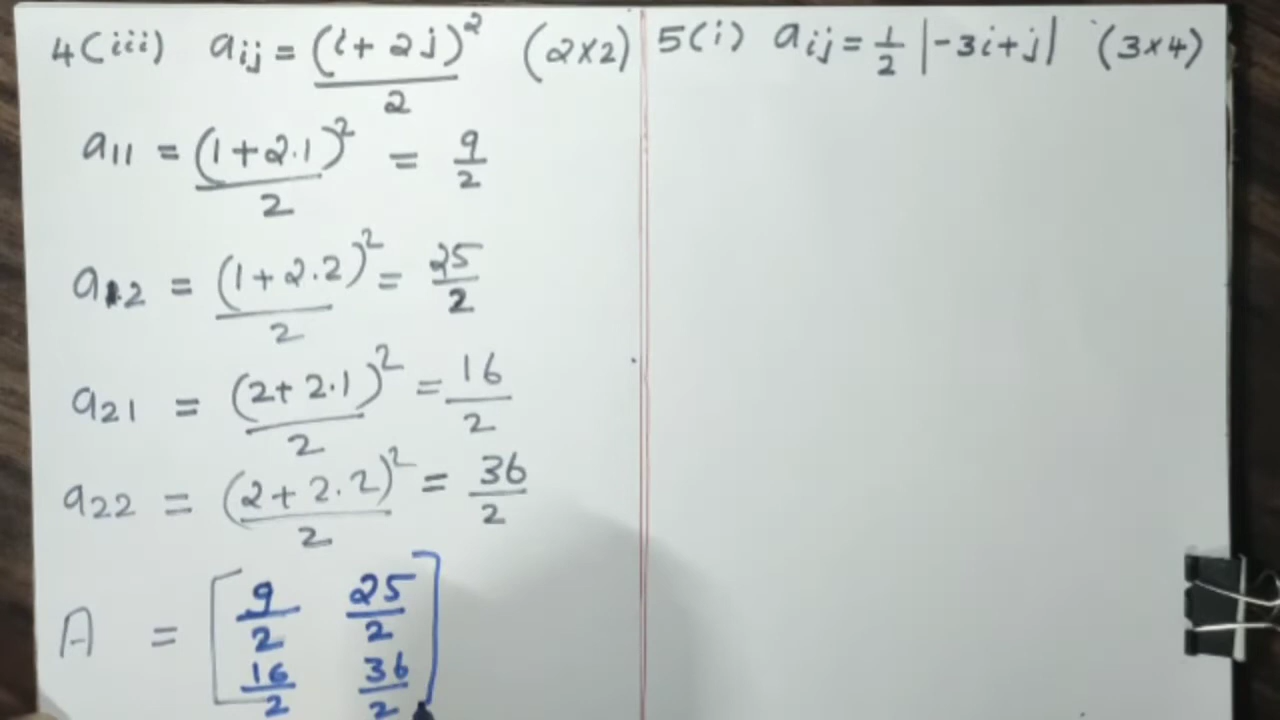 4(iii) aij = (i + 2j)²/2 (2×2)
a11 = (1+2.1)²/2 = 9/2
a12 = (1+2.2)²/2 = 25/2
a21 = (2+2.1)²/2 = 16/2
a22 = (2+2.2)²/2 = 36/2
A = [9/2 25/2
16/2 36/2]
5(i) aij = 1/2 |-3i+j| (3×4)